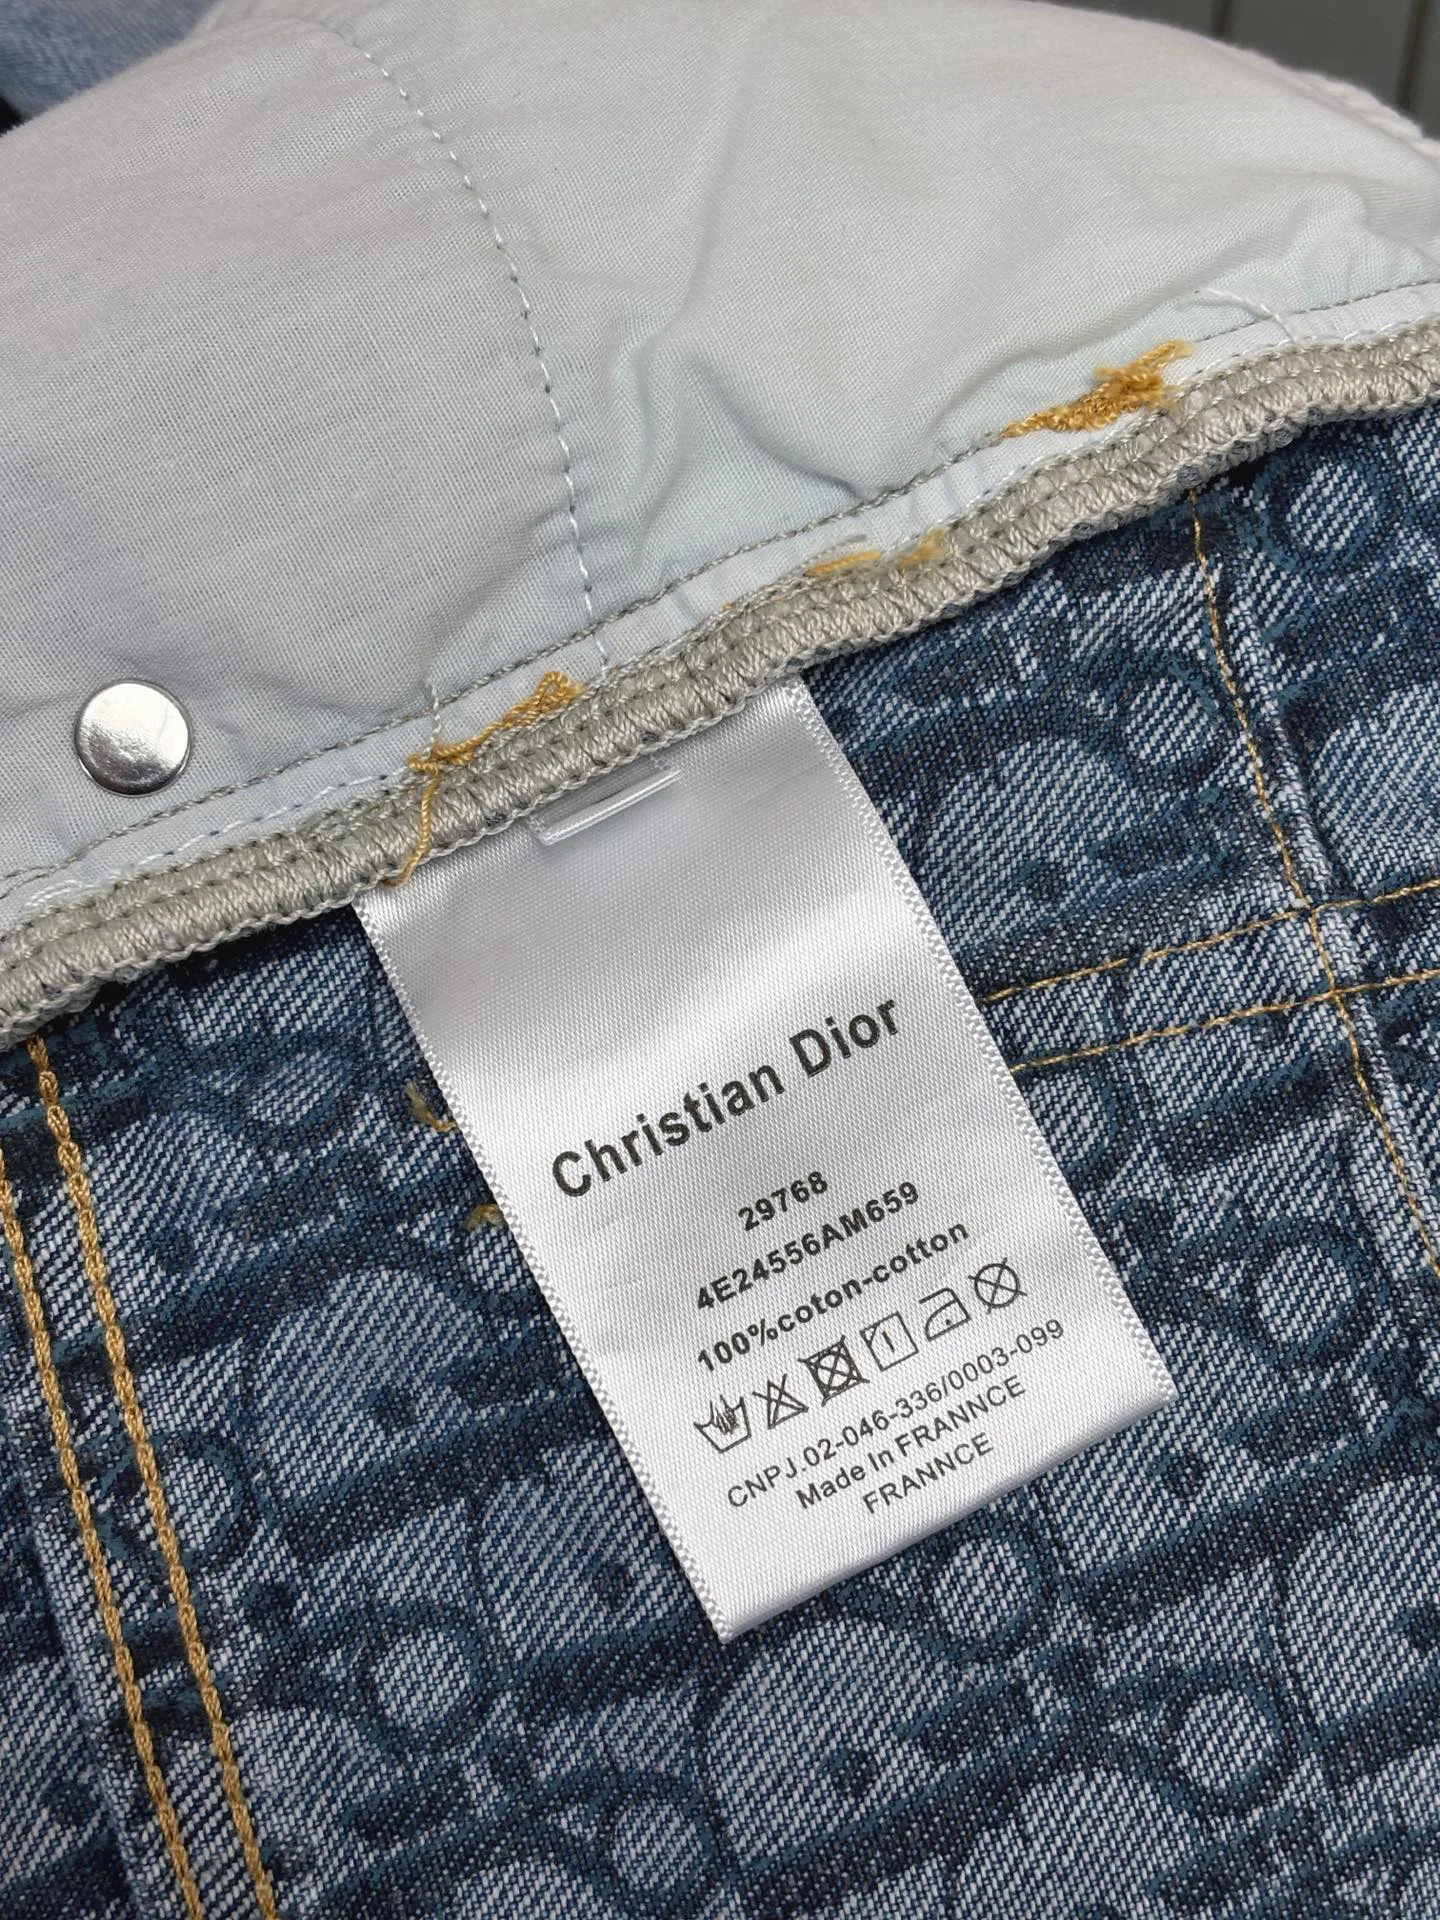 Christian Dior
29768
4E24556AM659
100%coton-cotton
CNPJ.02-046-336/0003-099
Made In FRANNCE
FRANNCE